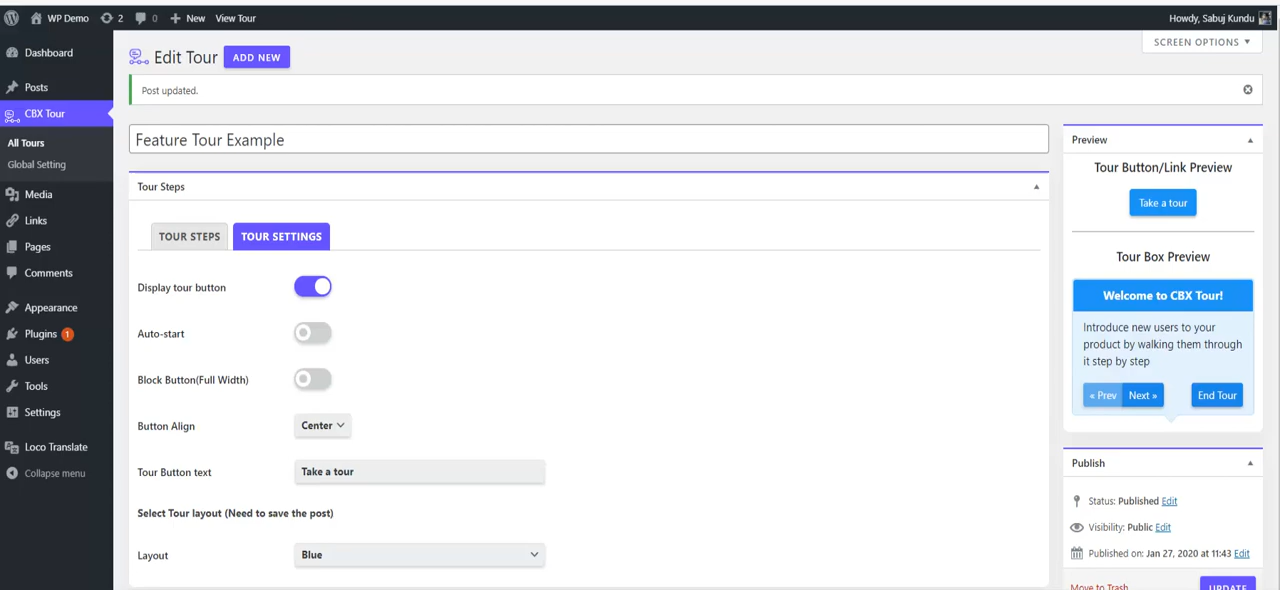 WP Demo 2 0 New View Tour Howdy, Sabuj Kundu
Dashboard
Posts
CBX Tour
All Tours
Global Setting
Media
Links
Pages
Comments
Appearance
Plugins 1
Users
Tools
Settings
Loco Translate
Collapse menu
SCREEN OPTIONS
Edit Tour ADD NEW
Post updated.
Feature Tour Example
Tour Steps
TOUR STEPS TOUR SETTINGS
Display tour button
Auto-start
Block Button(Full Width)
Button Align Center
Tour Button text Take a tour
Select Tour layout (Need to save the post)
Layout Blue
Preview
Tour Button/Link Preview
Take a tour
Tour Box Preview
Welcome to CBX Tour!
Introduce new users to your
product by walking them through
it step by step
« Prev Next » End Tour
Publish
Status: Published Edit
Visibility: Public Edit
Published on: Jan 27, 2020 at 11:43 Edit
Move to Trash UPDATE